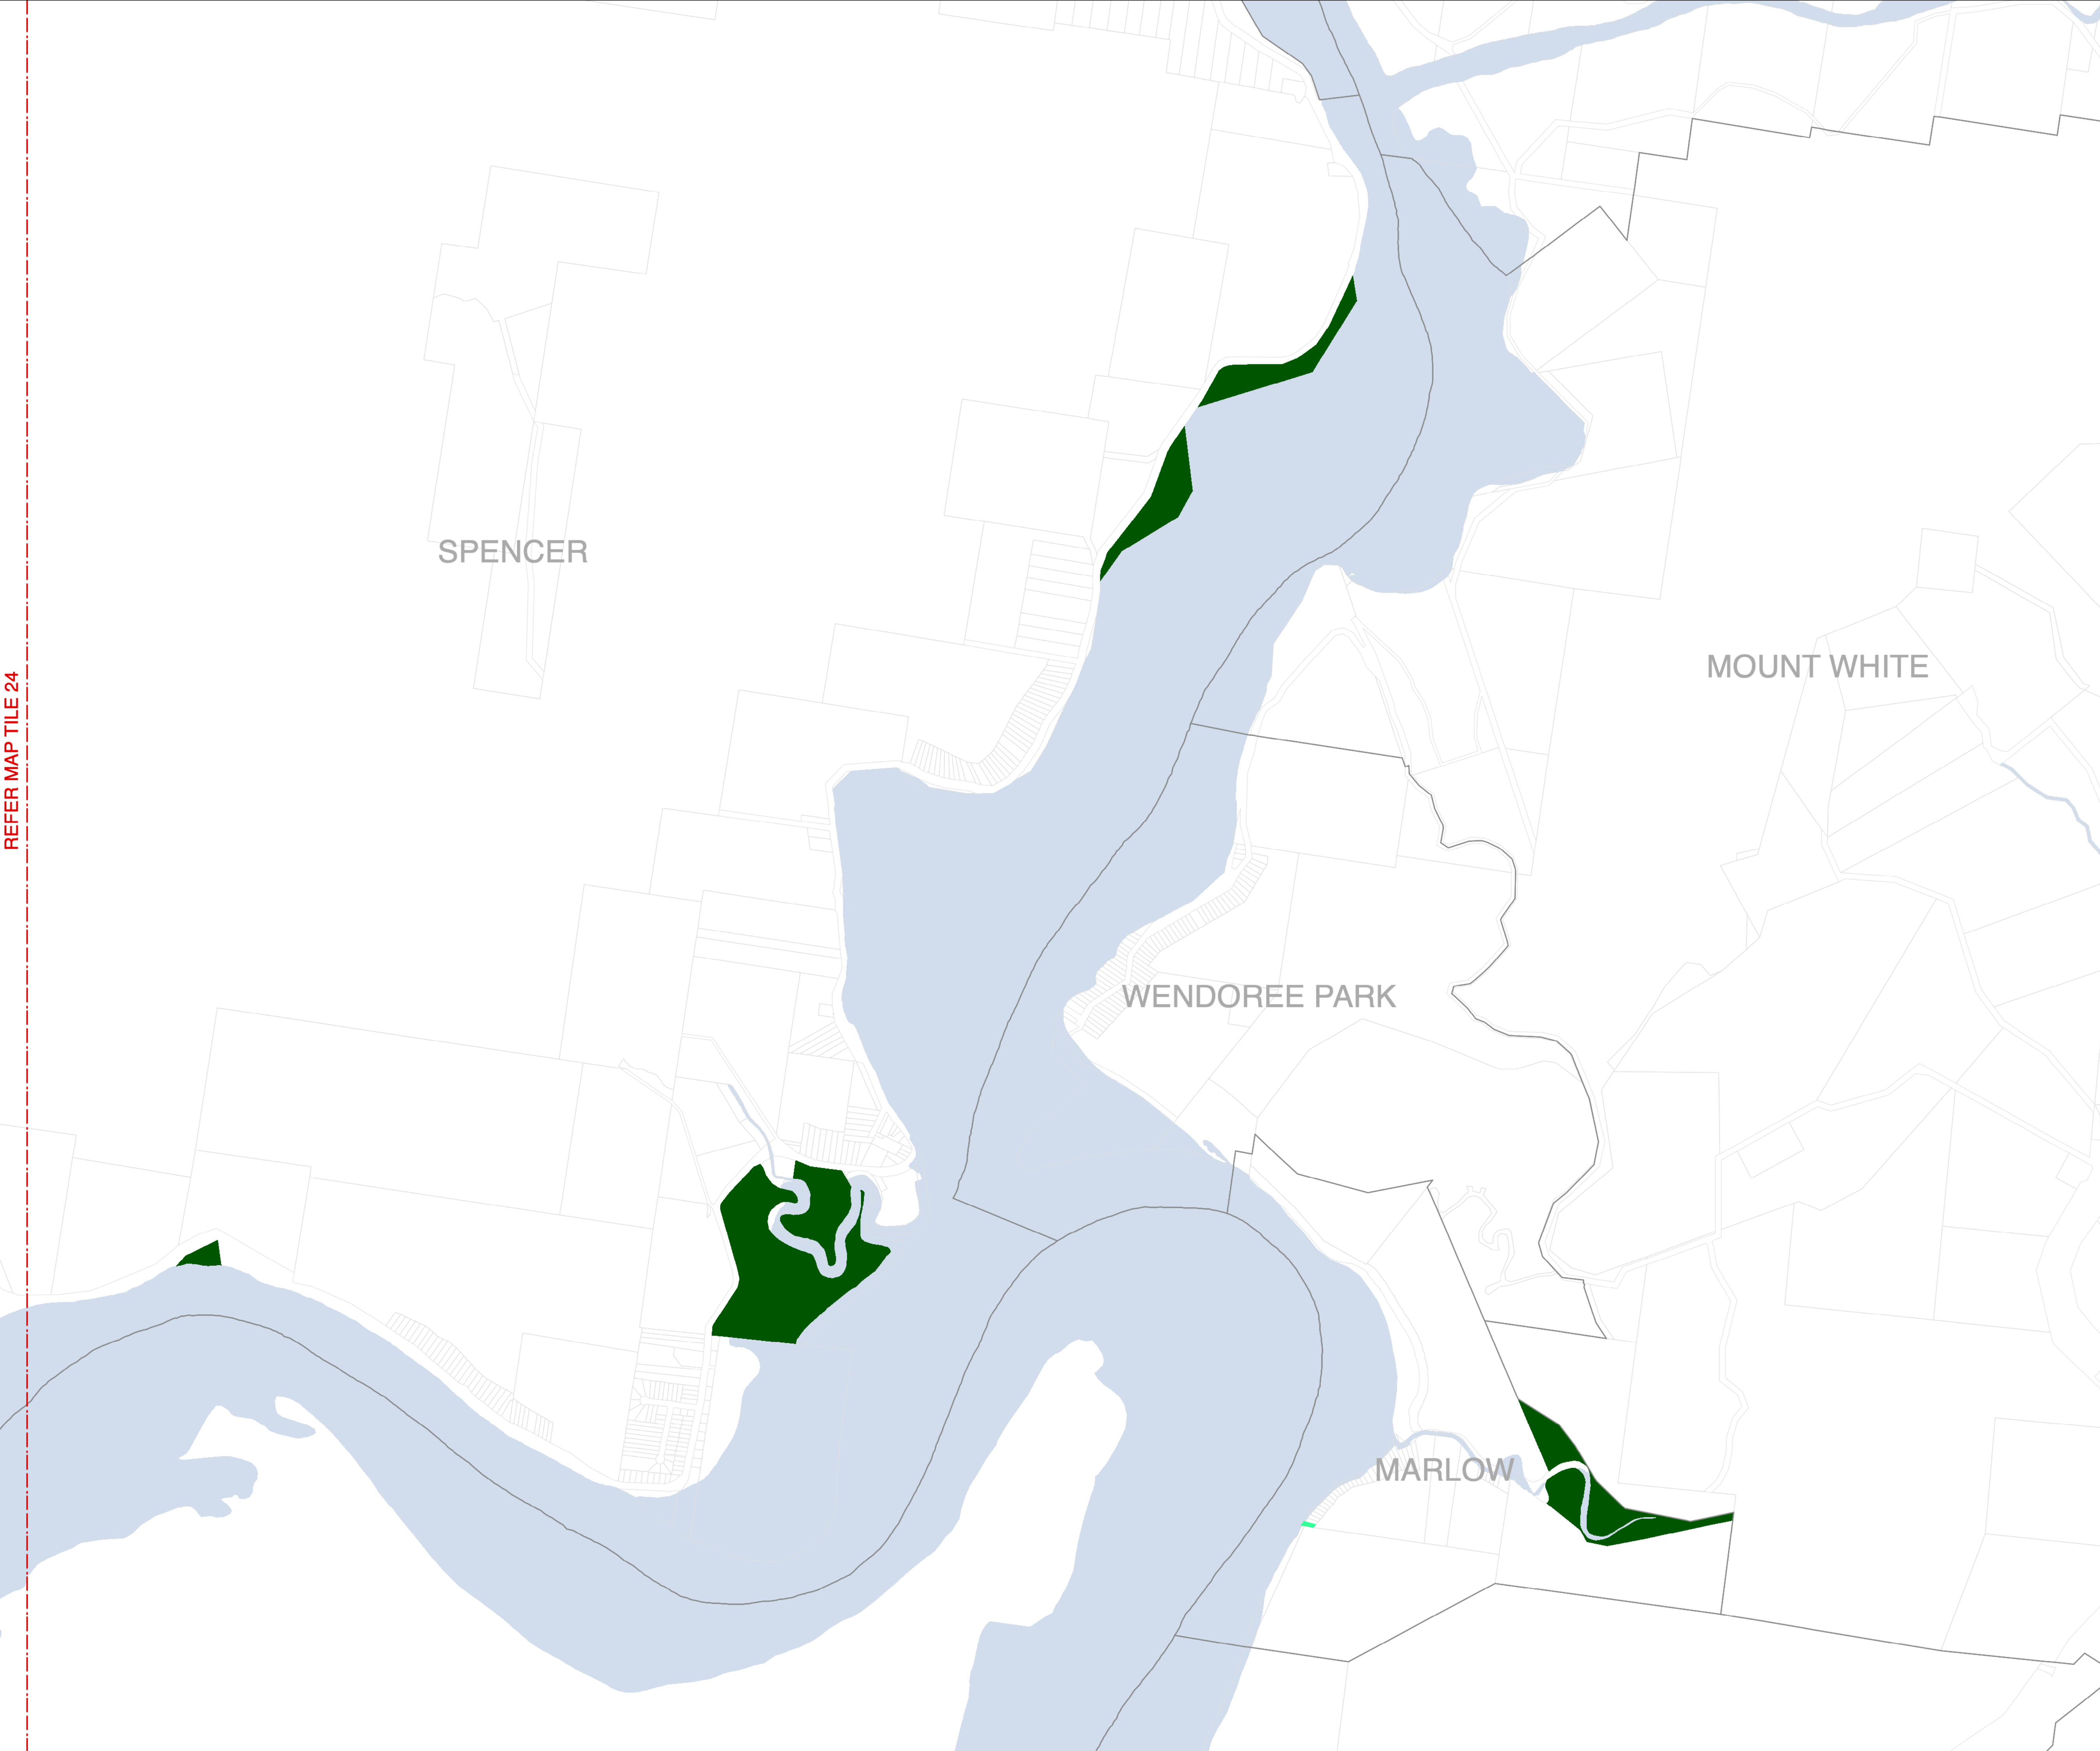 SPENCER
MOUNT WHITE
REFER MAP TILE 24
WENDOREE PARK
MARLOW